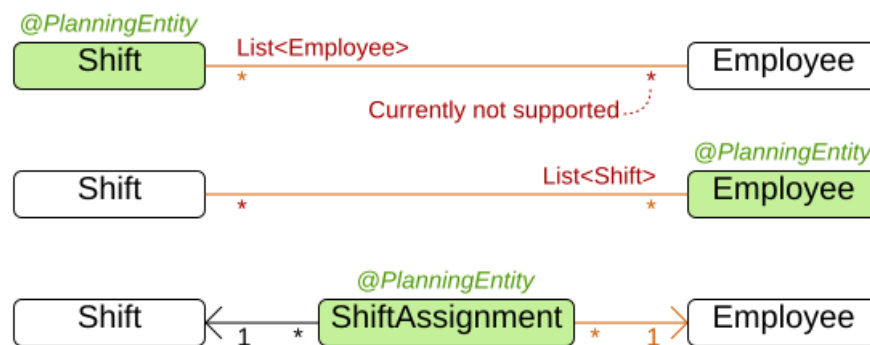 @PlanningEntity
Shift
List<Employee>
Employee
*
*
Currently not supported
@PlanningEntity
Shift
List<Shift>
Employee
*
*
@PlanningEntity
Shift
ShiftAssignment
Employee
1
*
*
1